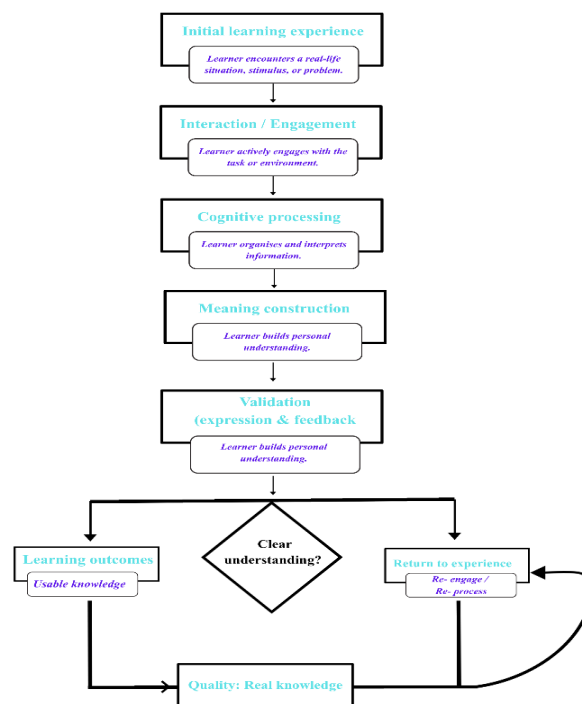 Initial learning experience
Learner encounters a real-life
situation, stimulus, or problem.
Interaction / Engagement
Learner actively engages with the
task or environment.
Cognitive processing
Learner organises and interprets
information.
Meaning construction
Learner builds personal
understanding.
Validation
(expression & feedback
Learner builds personal
understanding.
Clear
understanding?
Learning outcomes
Usable knowledge
Return to experience
Re- engage /
Re- process
Quality: Real knowledge